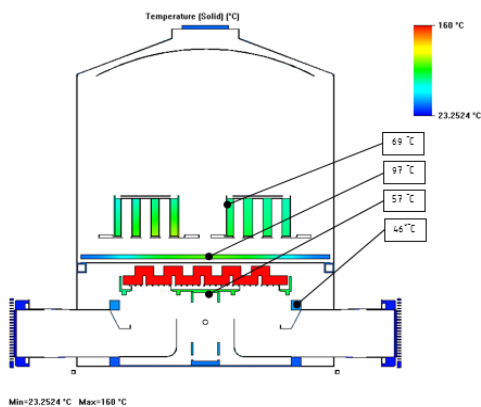 Temperature (Solid) [°C]
160 °C
23.2524 °C
69 °C
97 °C
57 °C
46 °C
Min=23.2524 °C Max=160 °C